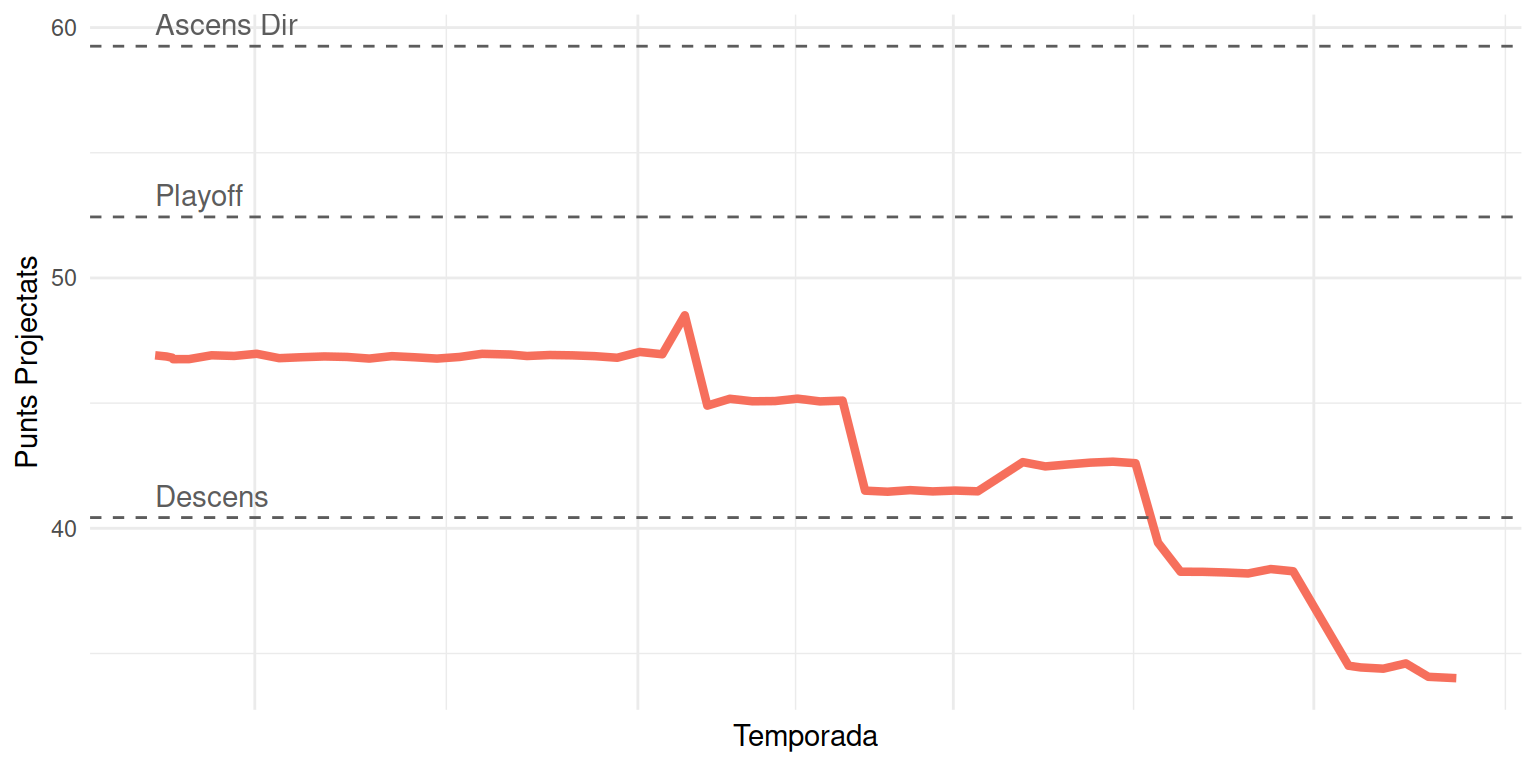 Ascens Dir
60
Playoff
50
Descens
40
Punts Projectats
Temporada